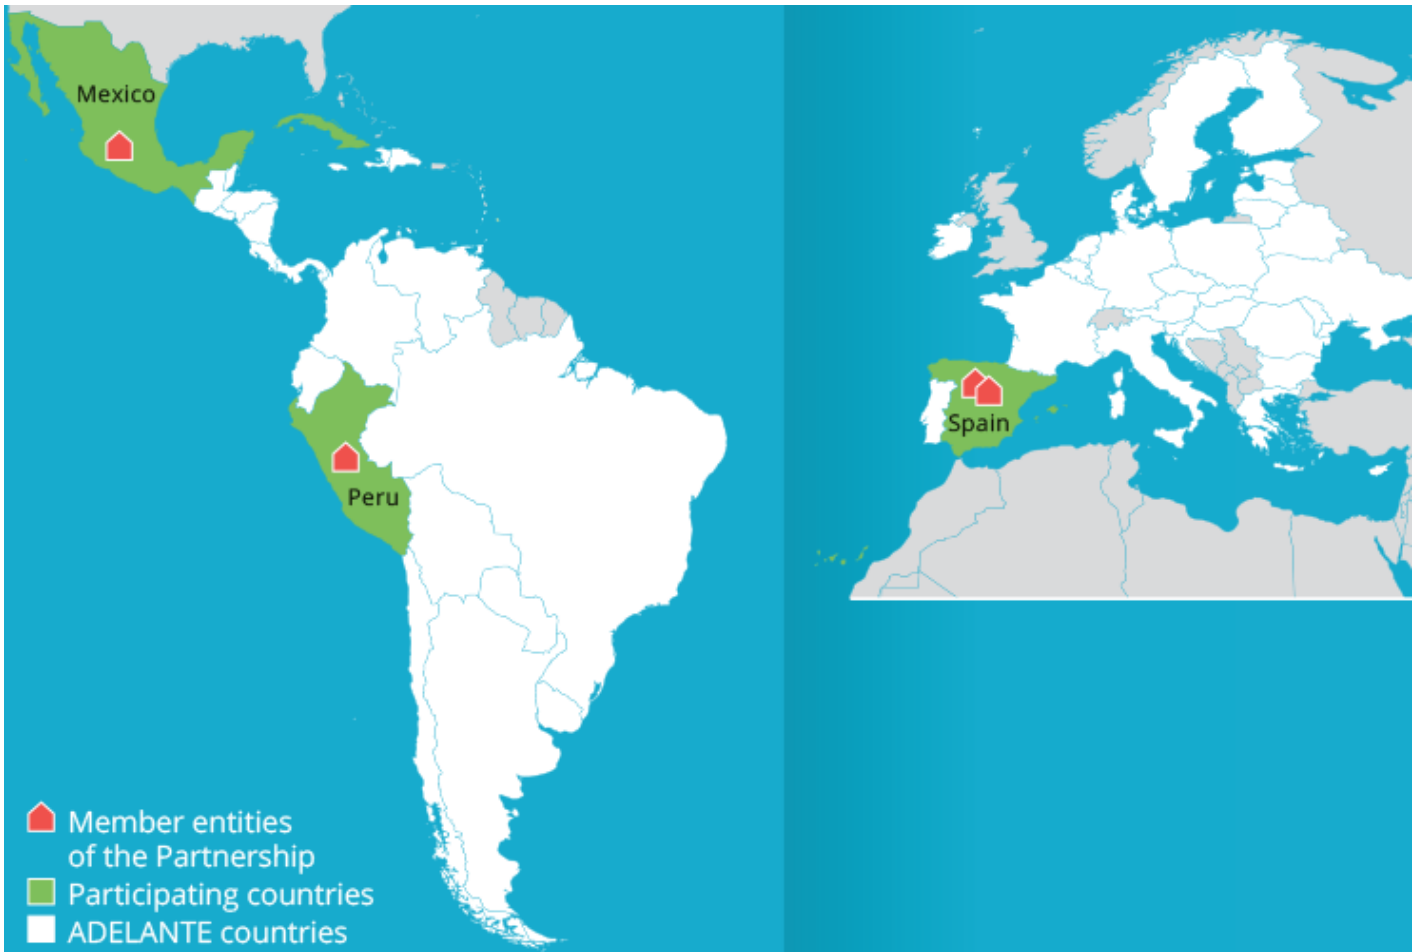 Mexico
Spain
Peru
Member entities
of the Partnership
Participating countries
ADELANTE countries